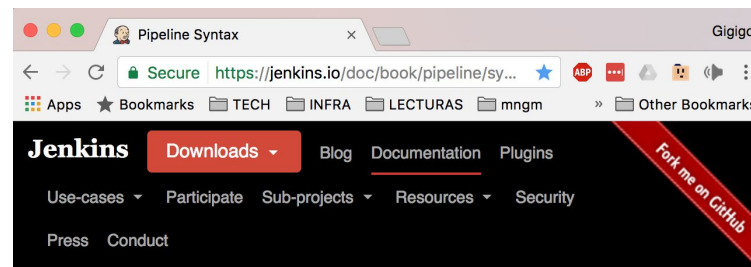 Pipeline Syntax
Gigigo
Secure https://jenkins.io/doc/book/pipeline/sy...
ABP
Apps Bookmarks TECH INFRA LECTURAS mngm » Other Bookmarks
Jenkins Downloads Blog Documentation Plugins
Fork me on GitHub
Use-cases Participate Sub-projects Resources Security
Press Conduct